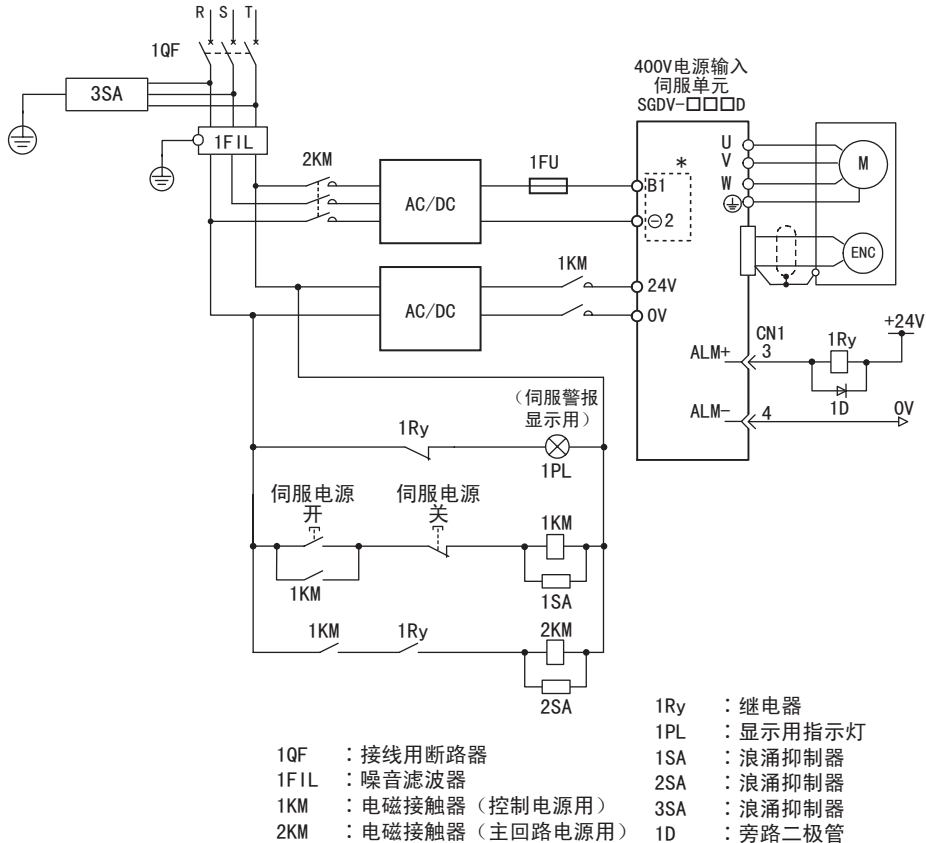 R S T
1QF
3SA
1FIL
400V电源输入
伺服单元
SGDV-□□□D
2KM
AC/DC
1FU
B1
*
⊖2
U
V
W
M
ENC
AC/DC
1KM
24V
0V
CN1
ALM+
3
1Ry
+24V
1D
ALM-
4
0V
(伺服警报
显示用)
1Ry
1PL
伺服电源
开
伺服电源
关
1KM
1KM
1SA
1KM
1Ry
2KM
2SA
1QF :接线用断路器
1FIL :噪音滤波器
1KM :电磁接触器(控制电源用)
2KM :电磁接触器(主回路电源用)
1Ry :继电器
1PL :显示用指示灯
1SA :浪涌抑制器
2SA :浪涌抑制器
3SA :浪涌抑制器
1D :旁路二极管